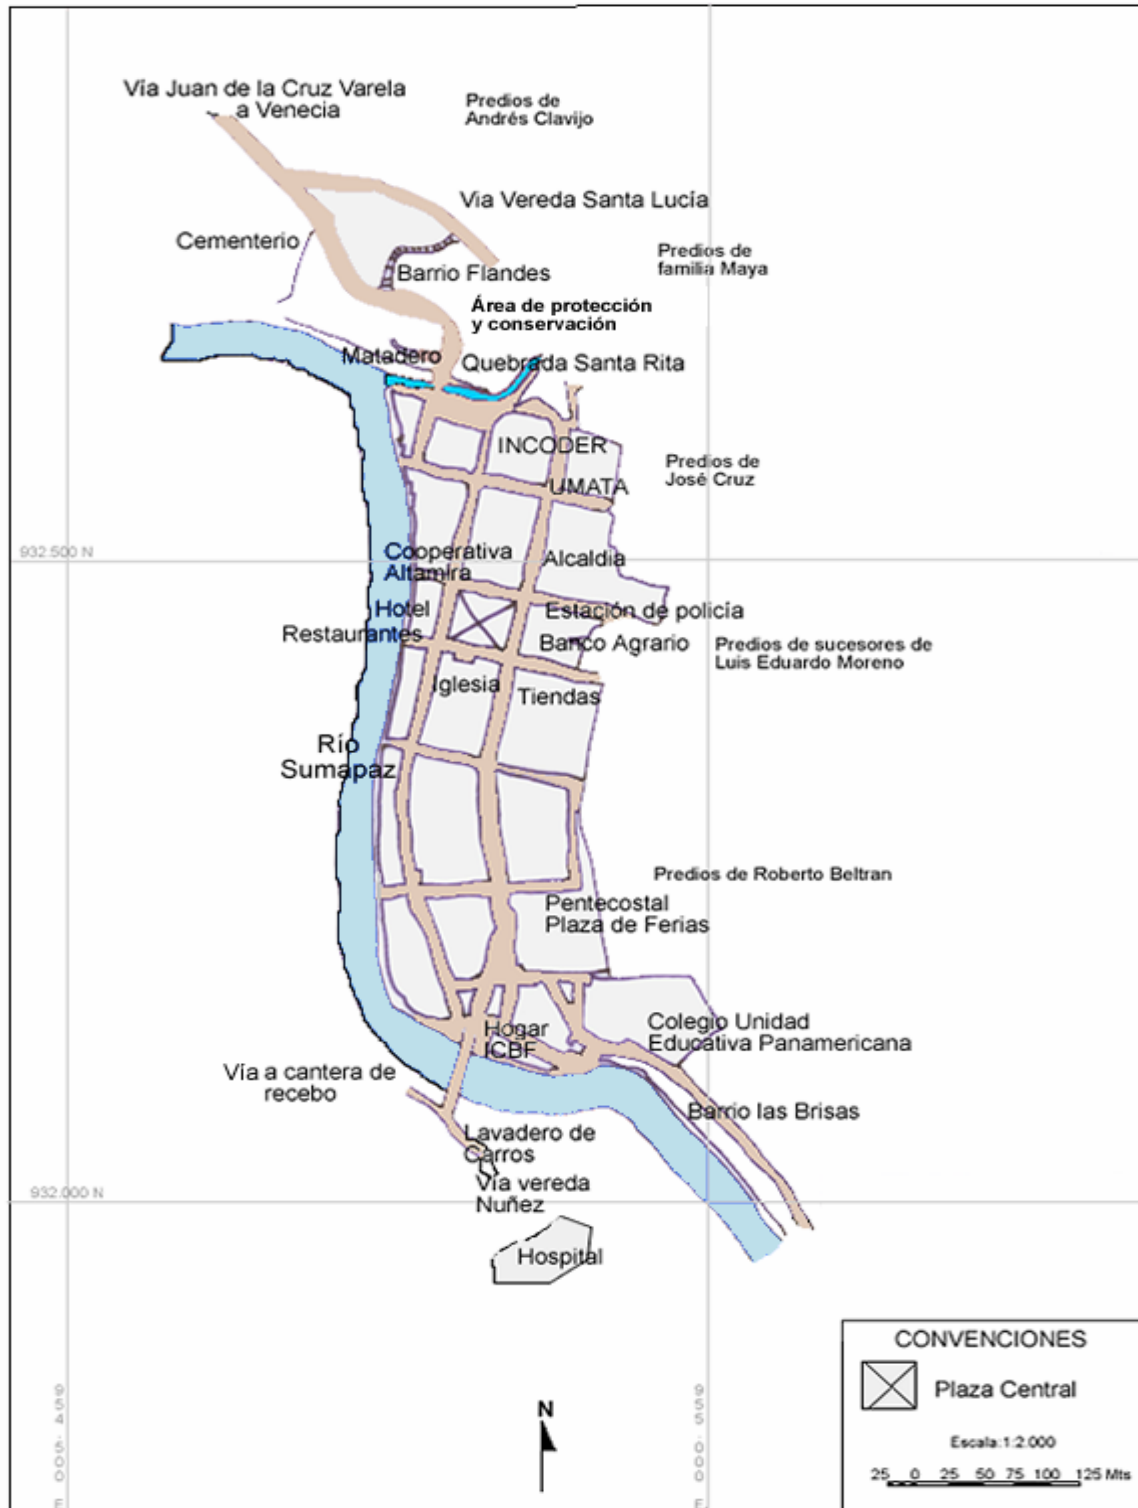 Vía Juan de la Cruz Varela
a Venecia
Predios de
Andrés Clavijo
Via Vereda Santa Lucía
Cementerio
Predios de
familia Maya
Barrio Flandes
Área de protección
y conservación
Matadero
Quebrada Santa Rita
INCODER
Predios de
José Cruz
UMATA
932.500 N
Cooperativa
Altamira
Alcaldia
Hotel
Estación de policía
Restaurantes
Banco Agrario
Predios de sucesores de
Luis Eduardo Moreno
Iglesia
Tiendas
Río
Sumapaz
Predios de Roberto Beltran
Pentecostal
Plaza de Ferias
Hogar
ICBF
Colegio Unidad
Educativa Panamericana
Vía a cantera de
recebo
Barrio las Brisas
Lavadero de
Carros
Vía vereda
Nuñez
932.000 N
Hospital
CONVENCIONES
Plaza Central
Escala:1:2.000
25 0 25 50 75 100 125 Mts
N
954.500 E
955.000 E